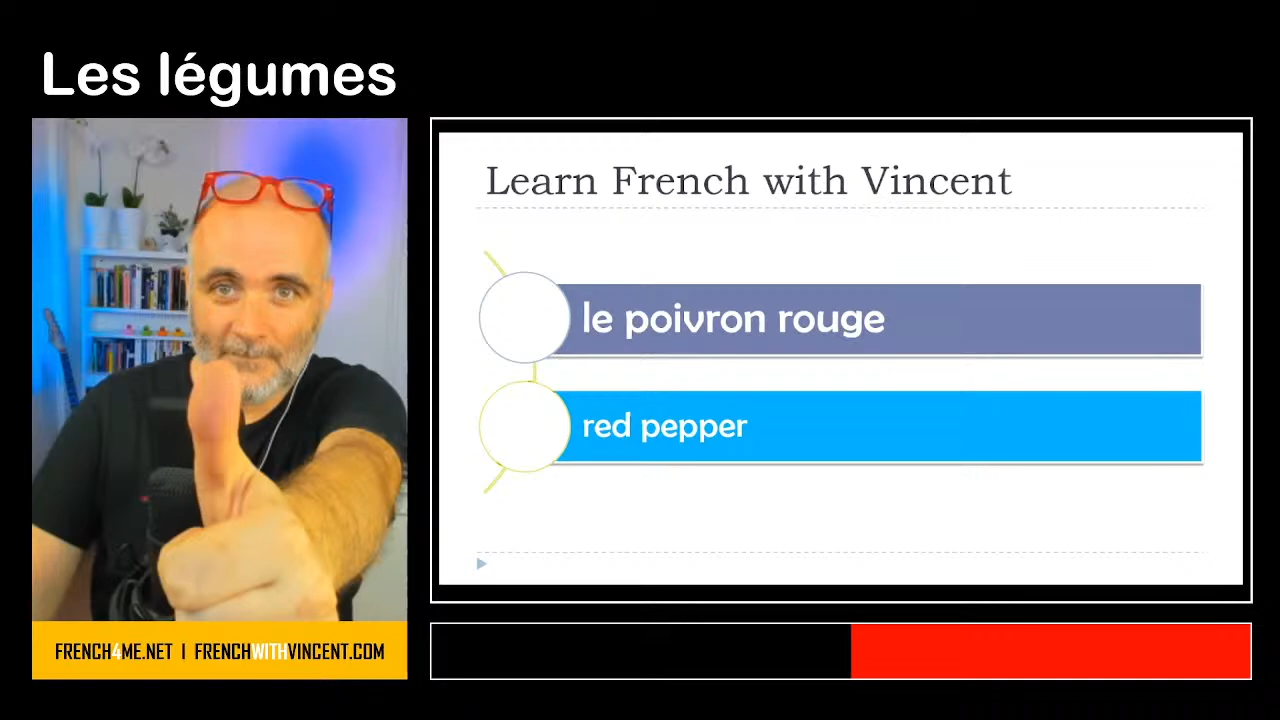 Les légumes
Learn French with Vincent
le poivron rouge
red pepper
FRENCH4ME.NET | FRENCHWITHVINCENT.COM